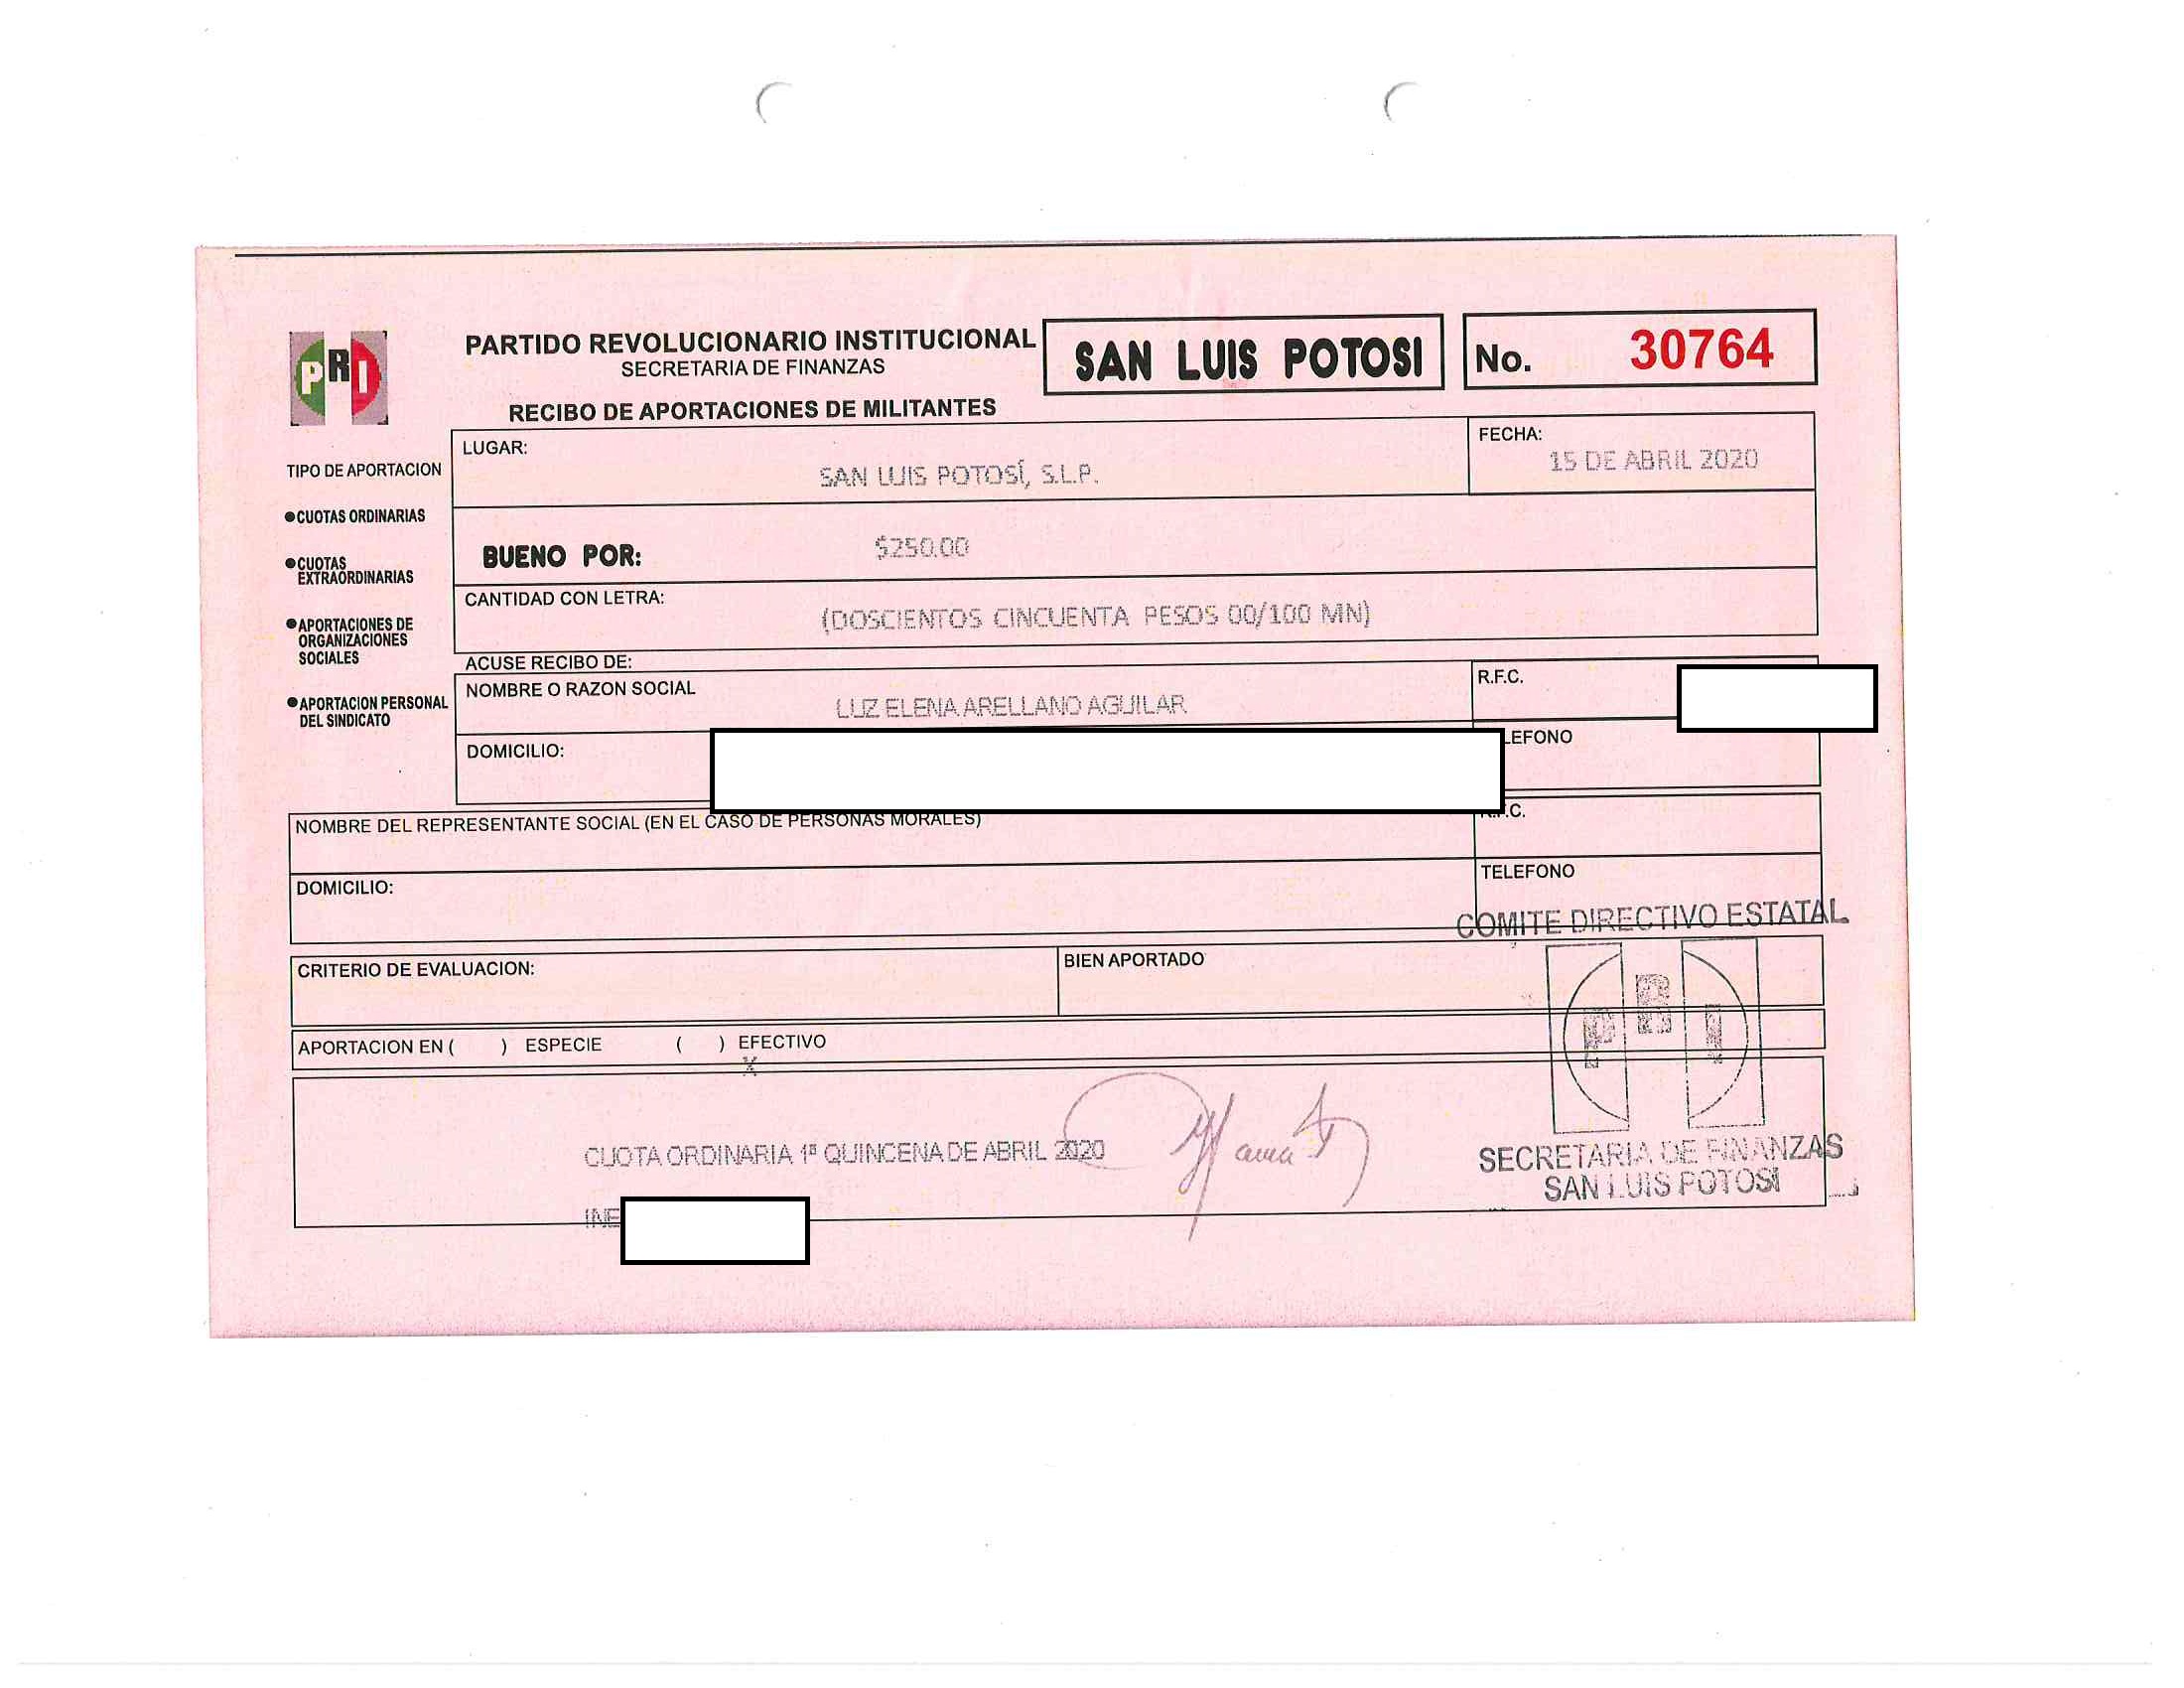 PRI
PARTIDO REVOLUCIONARIO INSTITUCIONAL
SECRETARIA DE FINANZAS
RECIBO DE APORTACIONES DE MILITANTES
SAN LUIS POTOSI
No. 30764
TIPO DE APORTACION
●CUOTAS ORDINARIAS
●CUOTAS
EXTRAORDINARIAS
●APORTACIONES DE
ORGANIZACIONES
SOCIALES
●APORTACION PERSONAL
DEL SINDICATO
LUGAR:
SAN LUIS POTOSÍ, S.L.P.
FECHA:
15 DE ABRIL 2020
BUENO POR: $250.00
CANTIDAD CON LETRA:
(DOSCIENTOS CINCUENTA PESOS 00/100 MN)
ACUSE RECIBO DE:
NOMBRE O RAZON SOCIAL
LUZ ELENA ARELLANO AGUILAR
R.F.C.
DOMICILIO:
LEFONO
NOMBRE DEL REPRESENTANTE SOCIAL (EN EL CASO DE PERSONAS MORALES)
R.F.C.
DOMICILIO:
TELEFONO
COMITE DIRECTIVO ESTATAL
CRITERIO DE EVALUACION:
BIEN APORTADO
PRI
APORTACION EN ( ) ESPECIE ( ) EFECTIVO
X
CUOTA ORDINARIA 1ª QUINCENA DE ABRIL 2020
SECRETARIA DE FINANZAS
SAN LUIS POTOSI
INE